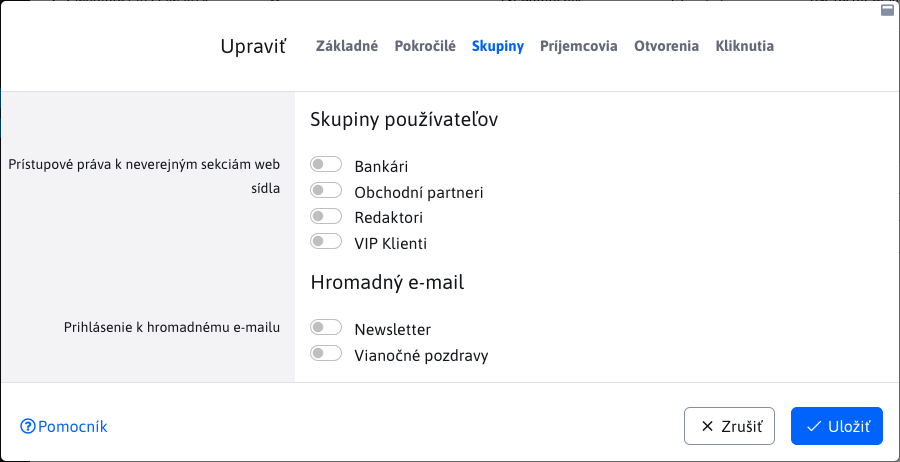 Upraviť
Základné Pokročilé Skupiny Príjemcovia Otvorenia Kliknutia
Skupiny používateľov
Prístupové práva k neverejným sekciám web
sídla
Bankári
Obchodní partneri
Redaktori
VIP Klienti
Hromadný e-mail
Prihlásenie k hromadnému e-mailu
Newsletter
Vianočné pozdravy
Pomocník
Zrušiť
Uložiť